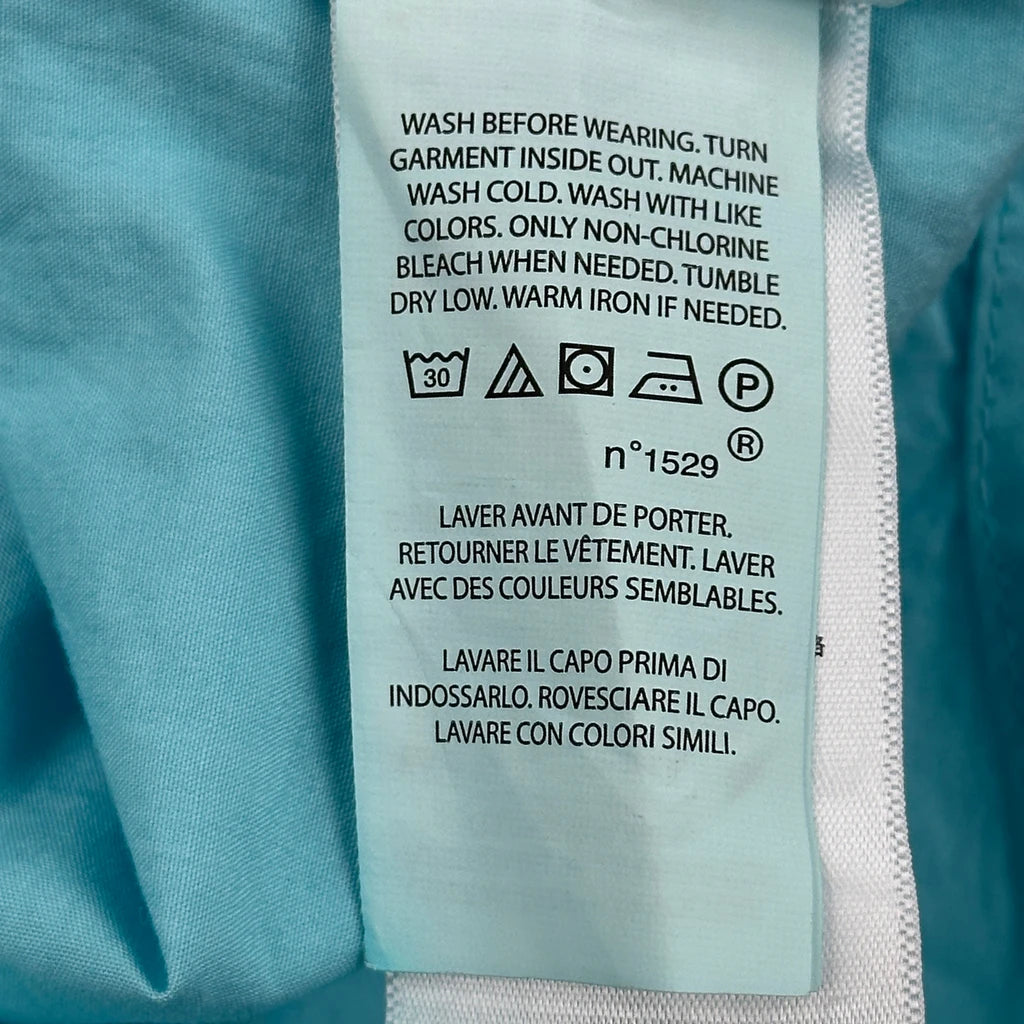 WASH BEFORE WEARING. TURN
GARMENT INSIDE OUT. MACHINE
WASH COLD. WASH WITH LIKE
COLORS. ONLY NON-CHLORINE
BLEACH WHEN NEEDED. TUMBLE
DRY LOW. WARM IRON IF NEEDED.
30 P
n°1529 ®
LAVER AVANT DE PORTER.
RETOURNER LE VÊTEMENT. LAVER
AVEC DES COULEURS SEMBLABLES.
LAVARE IL CAPO PRIMA DI
INDOSSARLO. ROVESCIARE IL CAPO.
LAVARE CON COLORI SIMILI.